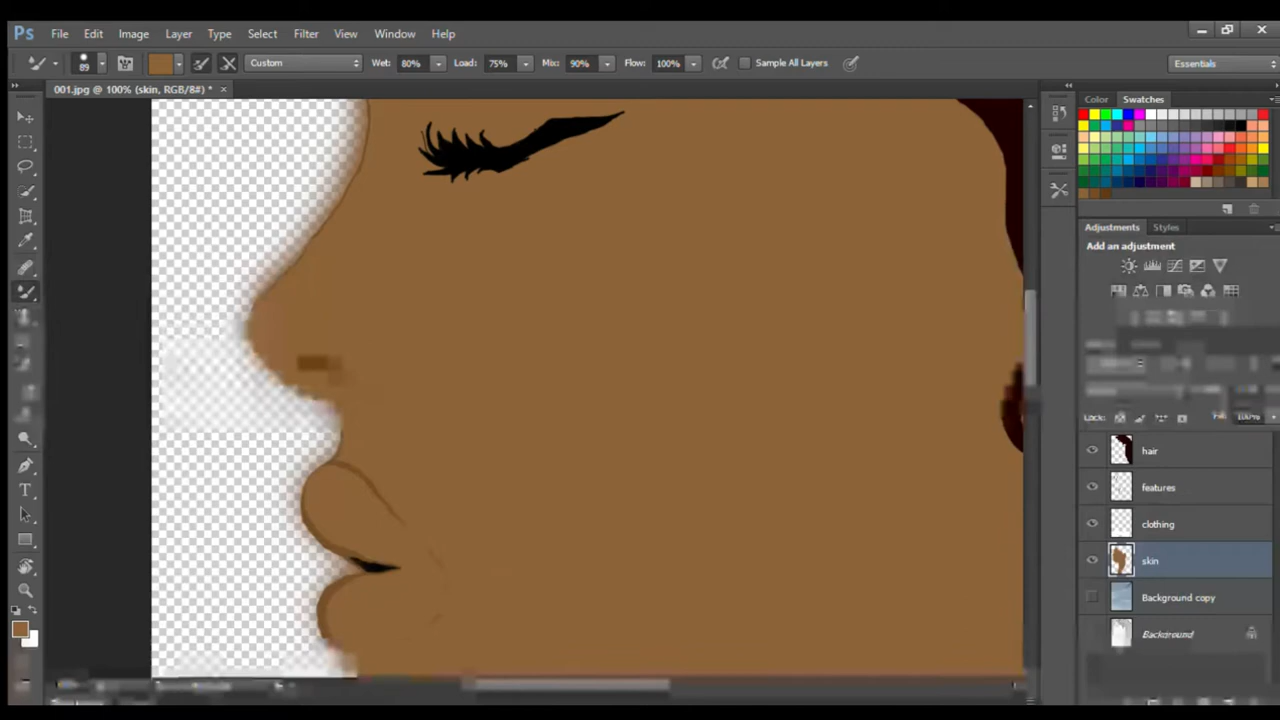 Ps File Edit Image Layer Type Select Filter View Window Help
89 Custom Wet: 80% Load: 75% Mix: 90% Flow: 100% Sample All Layers Essentials
001.jpg @ 100% (skin, RGB/8#) * ×
Color Swatches
Adjustments Styles
Add an adjustment
Lock: 100%
hair
features
clothing
skin
Background copy
Background